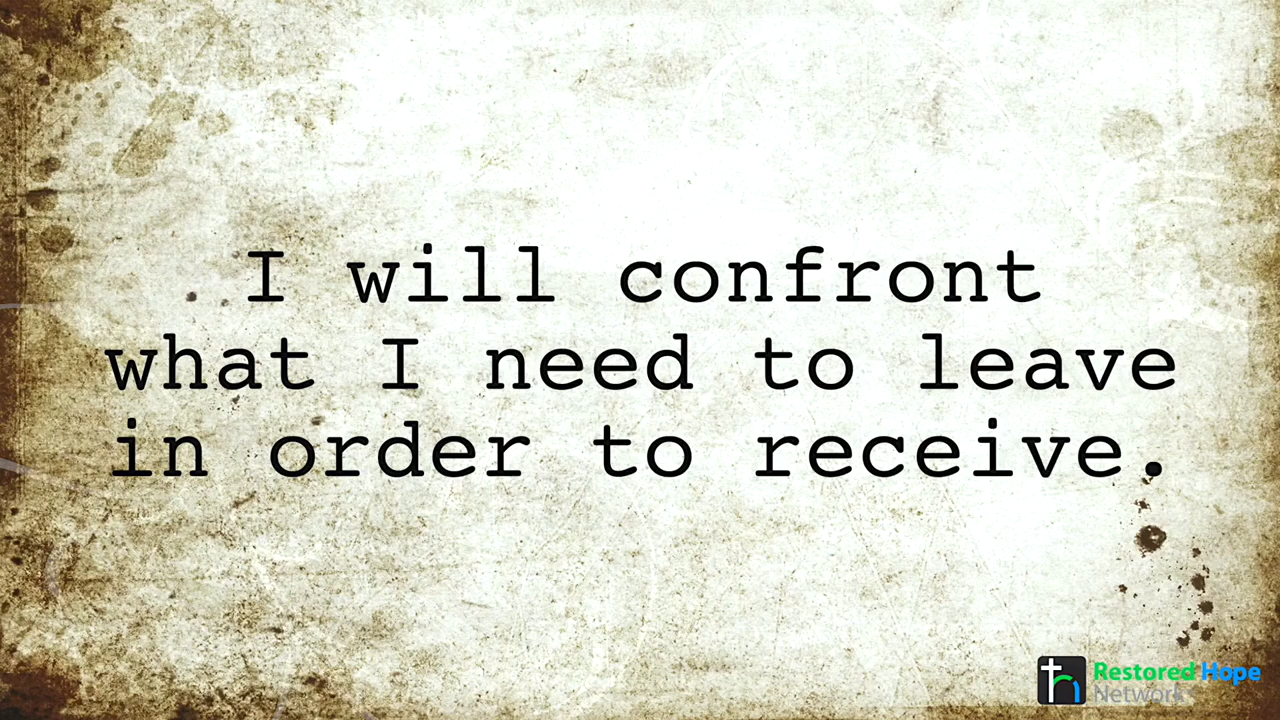 I will confront
what I need to leave
in order to receive.
Restored Hope
Network